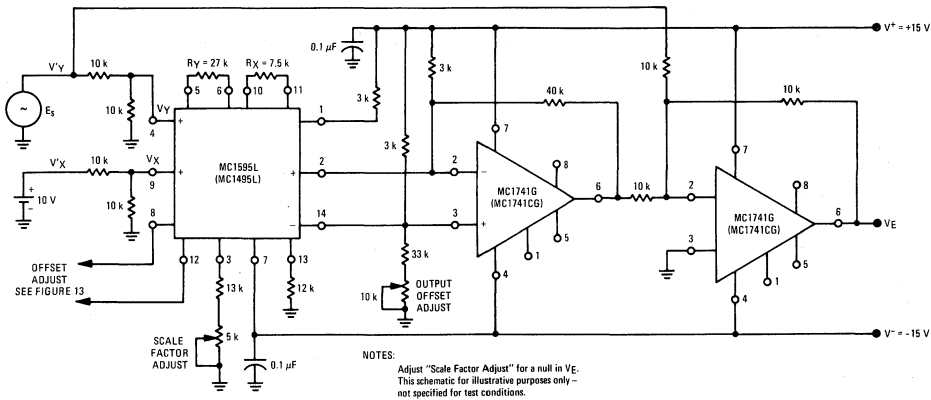 V⁺ = +15 V
0.1 µF
V'Y
10 k
RY = 27 k
RX = 7.5 k
3 k
10 k
5
6
10
11
3 k
40 k
10 k
Es
~
10 k
VY
4
+
1
3 k
7
7
MC1595L
(MC1495L)
V'X
10 k
VX
9
+
+
2
2
−
8
MC1741G
(MC1741CG)
6
10 k
2
−
8
MC1741G
(MC1741CG)
6
VE
+
−
10 V
10 k
8
−
14
3
+
5
1
4
3
+
5
1
4
12
3
7
13
OFFSET
ADJUST
SEE FIGURE 13
13 k
12 k
33 k
10 k
OUTPUT
OFFSET
ADJUST
SCALE
FACTOR
ADJUST
5 k
0.1 µF
V⁻ = -15 V
NOTES:
Adjust "Scale Factor Adjust" for a null in VE.
This schematic for illustrative purposes only –
not specified for test conditions.